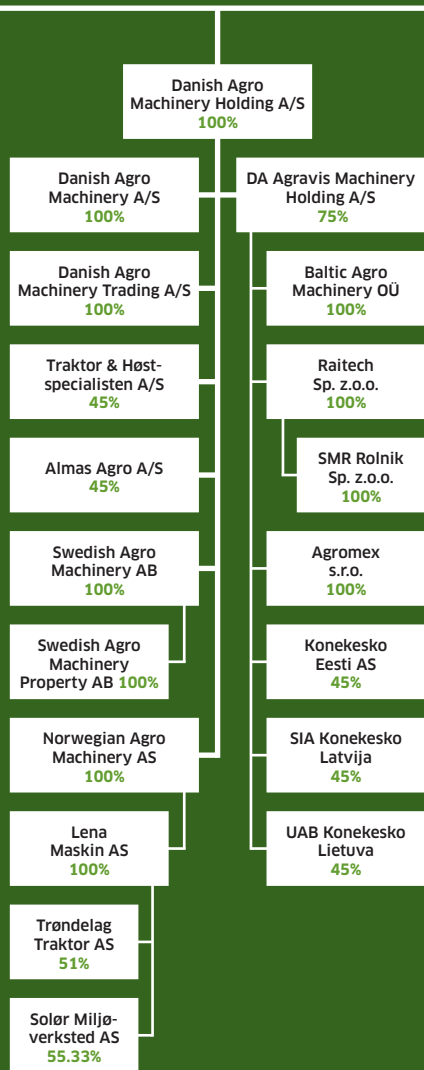 Danish Agro
Machinery Holding A/S
100%
Danish Agro
Machinery A/S
100%
Danish Agro
Machinery Trading A/S
100%
Traktor & Høst-
specialisten A/S
45%
Almas Agro A/S
45%
Swedish Agro
Machinery AB
100%
Swedish Agro
Machinery
Property AB 100%
Norwegian Agro
Machinery AS
100%
Lena
Maskin AS
100%
Trøndelag
Traktor AS
51%
Solør Miljø-
verksted AS
55.33%
DA Agravis Machinery
Holding A/S
75%
Baltic Agro
Machinery OÜ
100%
Raitech
Sp. z.o.o.
100%
SMR Rolnik
Sp. z.o.o.
100%
Agromex
s.r.o.
100%
Konekesko
Eesti AS
45%
SIA Konekesko
Latvija
45%
UAB Konekesko
Lietuva
45%